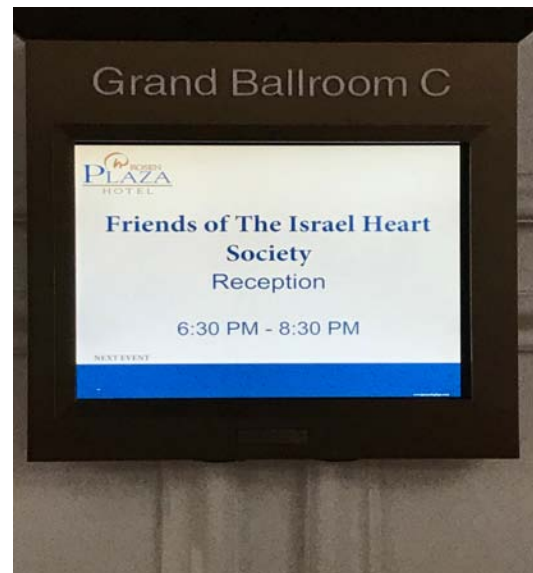 Grand Ballroom C
ROSEN
PLAZA
HOTEL
Friends of The Israel Heart
Society
Reception
6:30 PM - 8:30 PM
NEXT EVENT